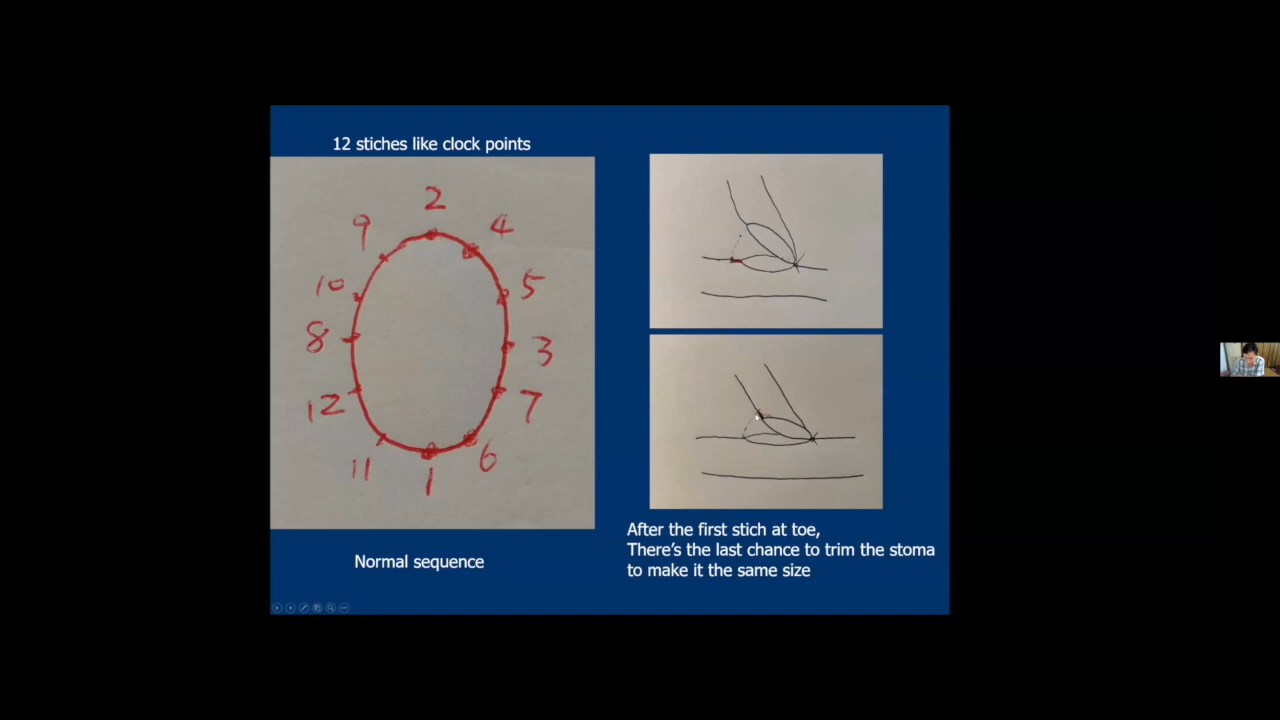 12 stiches like clock points
2
9
4
10
5
8
3
12
7
11
6
1
Normal sequence
After the first stich at toe,
There's the last chance to trim the stoma
to make it the same size